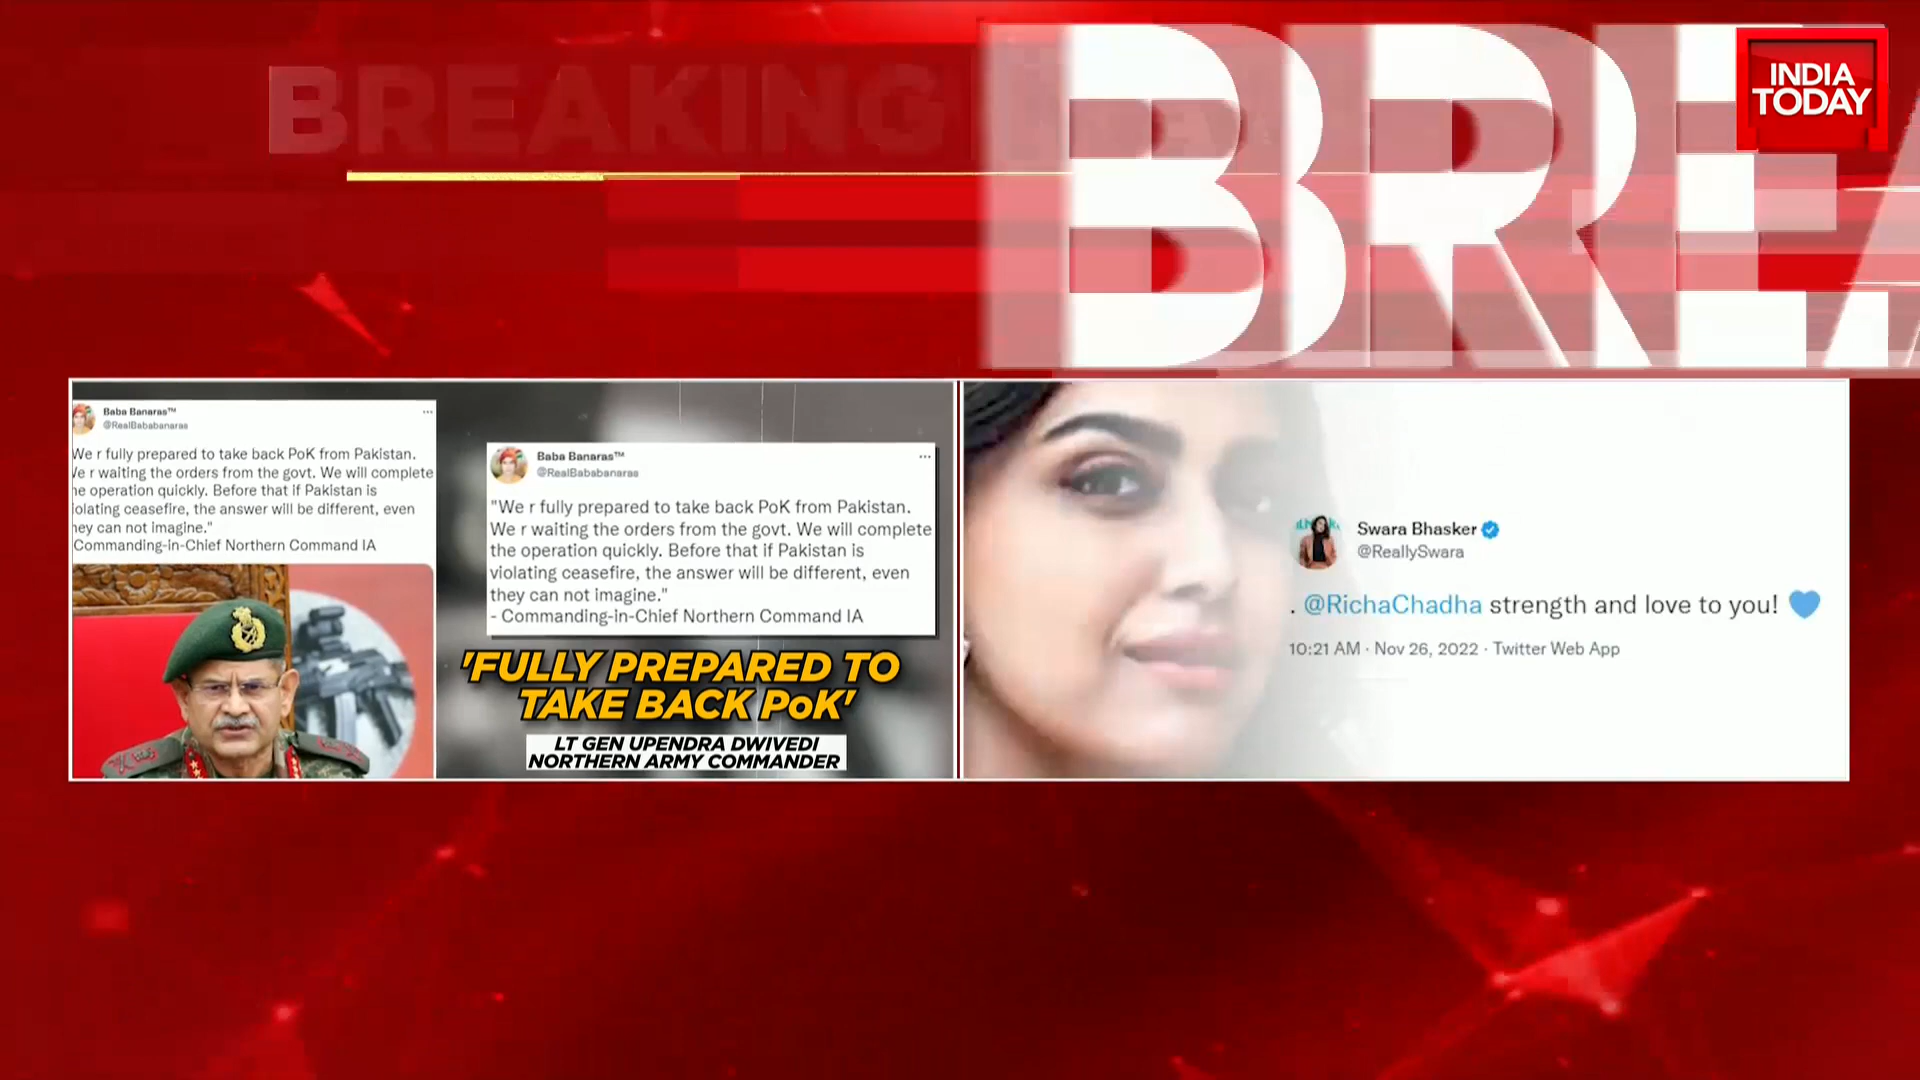 BREAKING
BREA
INDIA
TODAY
Baba Banaras™
@RealBababanaras
We r fully prepared to take back PoK from Pakistan.
We r waiting the orders from the govt. We will complete
he operation quickly. Before that if Pakistan is
iolating ceasefire, the answer will be different, even
hey can not imagine."
Commanding-in-Chief Northern Command IA
Baba Banaras™
@RealBababanaras
"We r fully prepared to take back PoK from Pakistan.
We r waiting the orders from the govt. We will complete
the operation quickly. Before that if Pakistan is
violating ceasefire, the answer will be different, even
they can not imagine."
- Commanding-in-Chief Northern Command IA
'FULLY PREPARED TO
TAKE BACK PoK'
LT GEN UPENDRA DWIVEDI
NORTHERN ARMY COMMANDER
Swara Bhasker
@ReallySwara
. @RichaChadha strength and love to you!
10:21 AM · Nov 26, 2022 · Twitter Web App